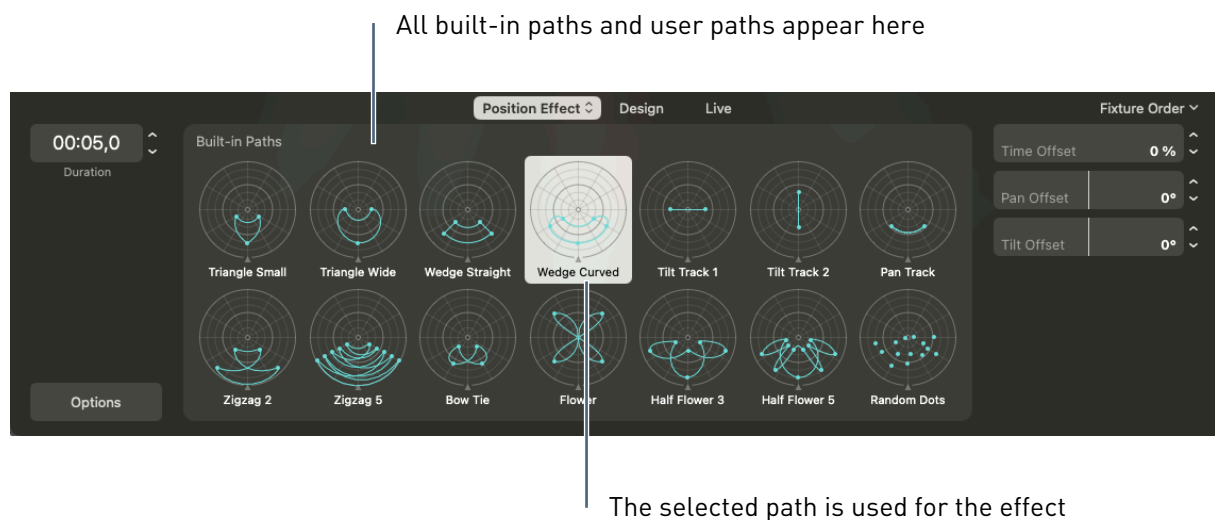 All built-in paths and user paths appear here
Position Effect Design Live Fixture Order
00:05,0
Duration
Built-in Paths
Time Offset 0 %
Pan Offset 0°
Tilt Offset 0°
Triangle Small Triangle Wide Wedge Straight Wedge Curved Tilt Track 1 Tilt Track 2 Pan Track
Zigzag 2 Zigzag 5 Bow Tie Flower Half Flower 3 Half Flower 5 Random Dots
Options
The selected path is used for the effect